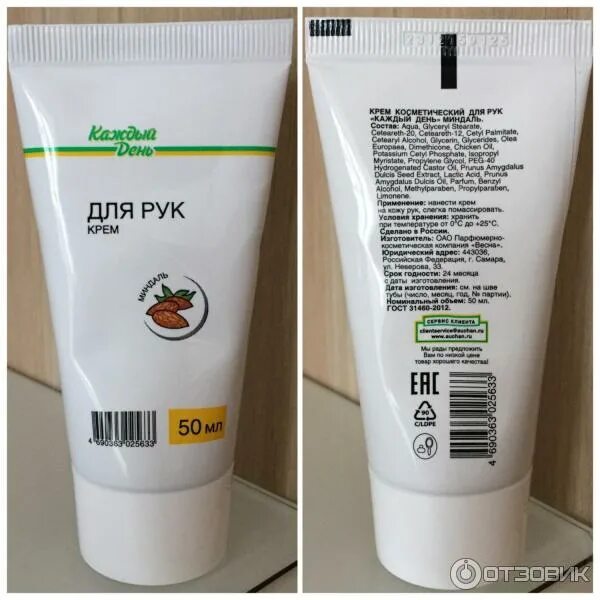 Каждый
День
ДЛЯ РУК
КРЕМ
МИНДАЛЬ
50 мл
4 690363 025633
КРЕМ КОСМЕТИЧЕСКИЙ ДЛЯ РУК
«КАЖДЫЙ ДЕНЬ» МИНДАЛЬ.
Состав: Aqua, Glyceryl Stearate,
Ceteareth-20, Ceteareth-12, Cetyl Palmitate,
Cetearyl Alcohol, Glycerin, Glycerides, Olea
Europaea, Dimethicone, Chicken Oil,
Potassium Cetyl Phosphate, Isopropyl
Myristate, Propylene Glycol, PEG-40
Hydrogenated Castor Oil, Prunus Amygdalus
Dulcis Seed Extract, Lactic Acid, Prunus
Amygdalus Dulcis Oil, Parfum, Benzyl
Alcohol, Methylparaben, Propylparaben,
Limonene.
Применение: нанести крем
на кожу рук, слегка помассировать.
Условия хранения: хранить
при температуре от 0°С до +25°С.
Сделано в России.
Изготовитель: ОАО Парфюмерно-
косметическая компания «Весна».
Юридический адрес: 443036,
Российская Федерация, г. Самара,
ул. Неверова, 33.
Срок годности: 24 месяца
с даты изготовления.
Дата изготовления: см. на шве
тубы (число, месяц, год, № партии).
Номинальный объем: 50 мл.
ГОСТ 31460-2012.
СЕРВИС КЛИЕНТА
clientservice@auchan.ru
www.auchan.ru
Мы рады предложить
Вам по низкой цене
товар хорошего качества!
EAC
90
C/LDPE
4 690363 025633
ОТЗОВИК